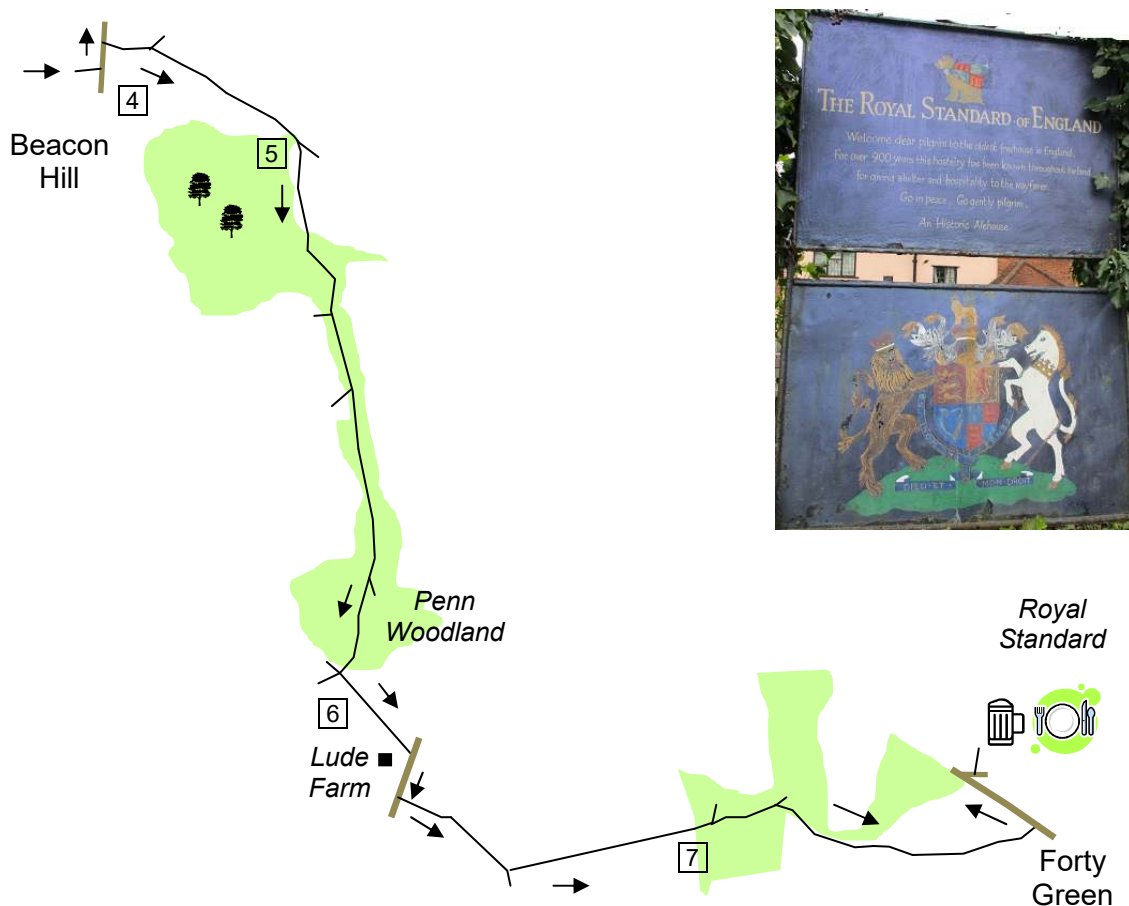 4
Beacon
Hill
5
Penn
Woodland
6
Lude
Farm
7
Royal
Standard
Forty
Green
THE ROYAL STANDARD OF ENGLAND
Welcome dear pilgrim to the oldest freehouse in England.
For over 900 years this hostelry has been known throughout Ireland
for giving shelter and hospitality to the wayfarer.
Go in peace. Go gently pilgrim.
An Historic Alehouse
DIEU·ET· MON·DROIT